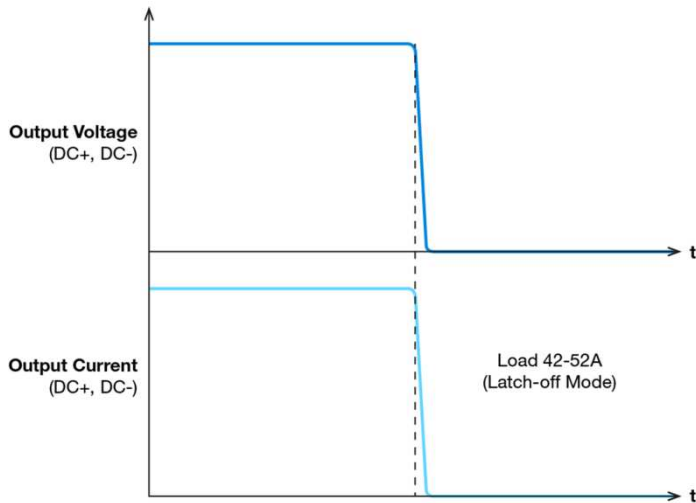 Output Voltage
(DC+, DC-)
t
Output Current
(DC+, DC-)
Load 42-52A
(Latch-off Mode)
t